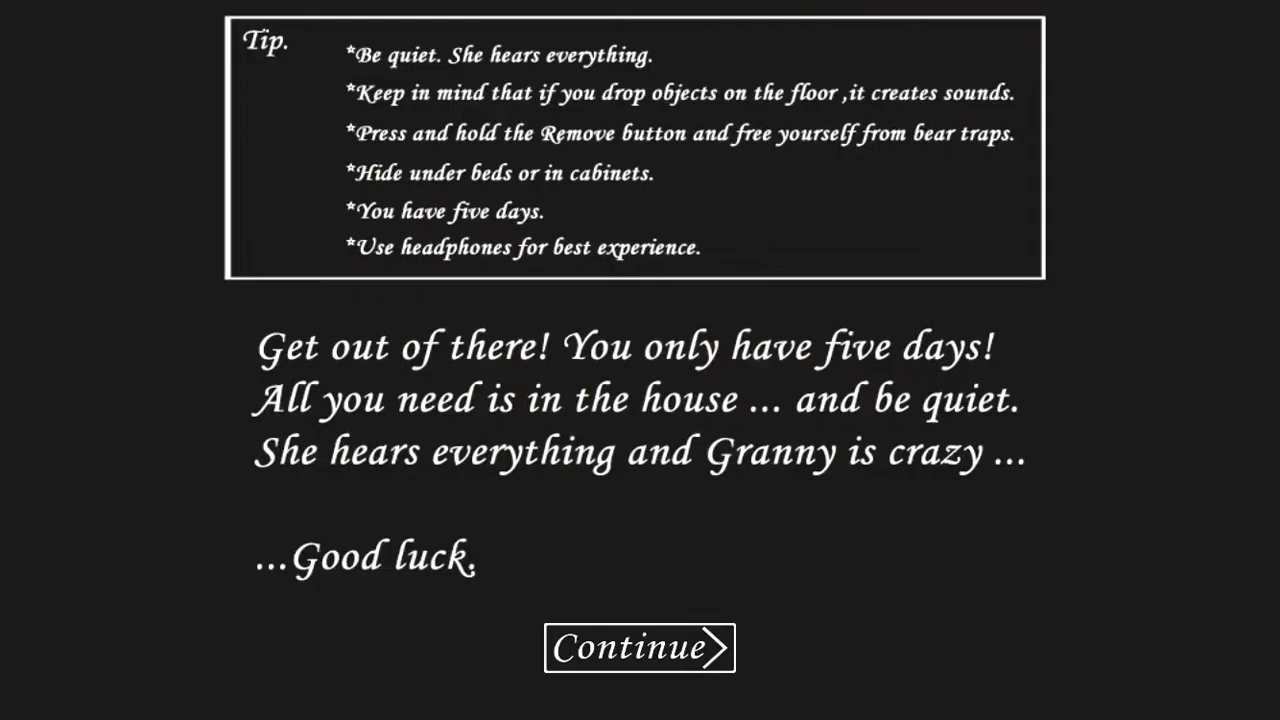 Tip.
*Be quiet. She hears everything.
*Keep in mind that if you drop objects on the floor ,it creates sounds.
*Press and hold the Remove button and free yourself from bear traps.
*Hide under beds or in cabinets.
*You have five days.
*Use headphones for best experience.
Get out of there! You only have five days!
All you need is in the house ... and be quiet.
She hears everything and Granny is crazy ...
...Good luck.
Continue>